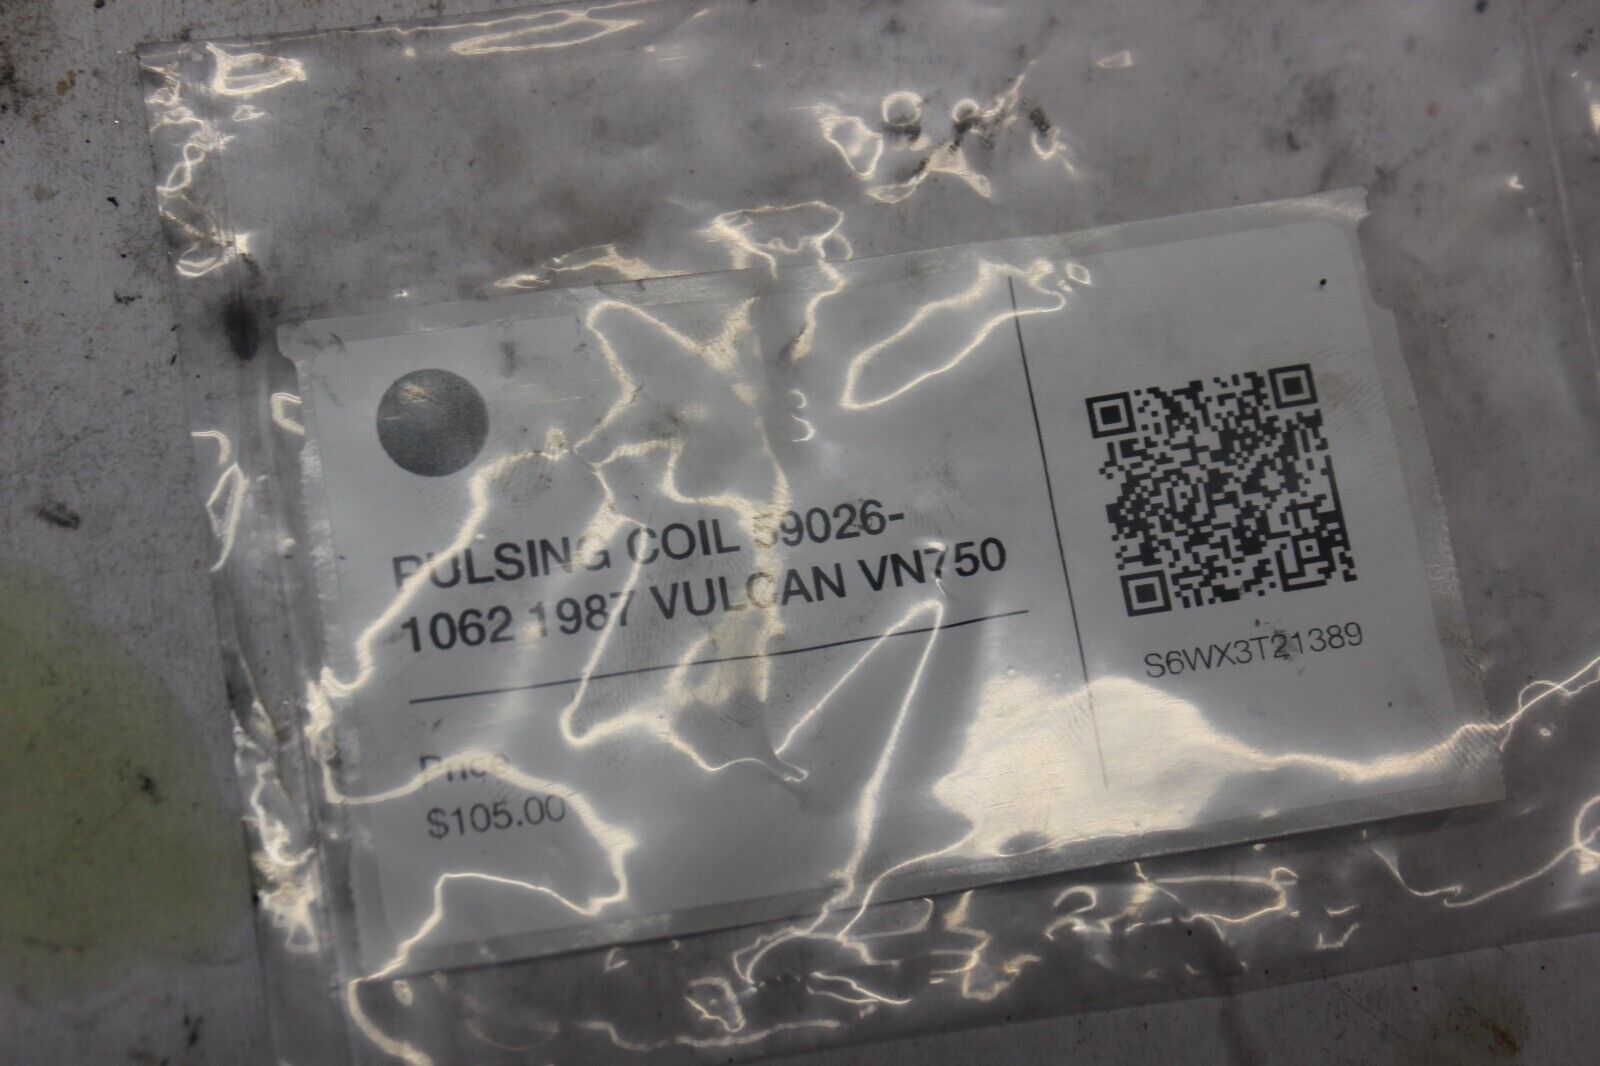 PULSING COIL 59026-
1062 1987 VULCAN VN750
Price
$105.00
S6WX3T21389